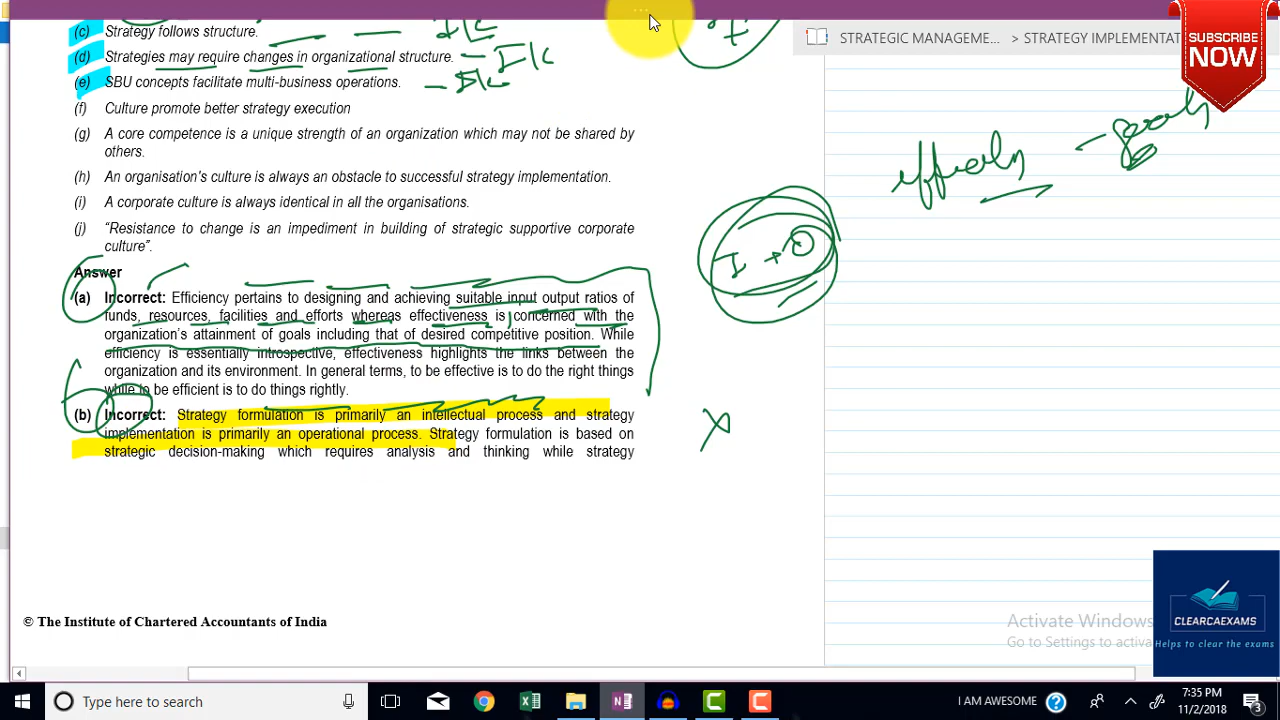 (c) Strategy follows structure. I/c
(d) Strategies may require changes in organizational structure. – I/c
(e) SBU concepts facilitate multi-business operations. – I/c
(f) Culture promote better strategy execution
(g) A core competence is a unique strength of an organization which may not be shared by
others.
(h) An organisation's culture is always an obstacle to successful strategy implementation.
(i) A corporate culture is always identical in all the organisations.
(j) “Resistance to change is an impediment in building of strategic supportive corporate
culture”.
Answer
(a) Incorrect: Efficiency pertains to designing and achieving suitable input output ratios of
funds, resources, facilities and efforts whereas effectiveness is concerned with the
organization's attainment of goals including that of desired competitive position. While
efficiency is essentially introspective, effectiveness highlights the links between the
organization and its environment. In general terms, to be effective is to do the right things
while to be efficient is to do things rightly.
(b) Incorrect: Strategy formulation is primarily an intellectual process and strategy
implementation is primarily an operational process. Strategy formulation is based on
strategic decision-making which requires analysis and thinking while strategy
© The Institute of Chartered Accountants of India
I + O
STRATEGIC MANAGEME... > STRATEGY IMPLEMENTAT
SUBSCRIBE
NOW
– goals
Activate Windows
Go to Settings to activa
CLEARCAEXAMS
Helps to clear the exams
Type here to search
I AM AWESOME
7:35 PM
11/2/2018
3